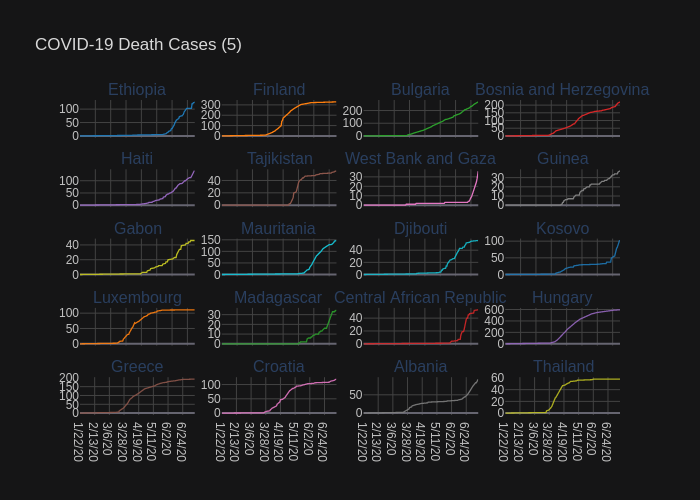 COVID-19 Death Cases (5)
Ethiopia Finland Bulgaria Bosnia and Herzegovina
100 50 0 300 200 100 0 200 100 0 200 150 100 50 0
Haiti Tajikistan West Bank and Gaza Guinea
100 50 0 40 20 0 30 20 10 0 30 20 10 0
Gabon Mauritania Djibouti Kosovo
40 20 0 150 100 50 0 40 20 0 100 50 0
Luxembourg Madagascar Central African Republic Hungary
100 50 0 30 20 10 0 40 20 0 600 400 200 0
Greece Croatia Albania Thailand
200 150 100 50 0 100 50 0 50 0 60 40 20 0
1/22/20 2/13/20 3/6/20 3/28/20 4/19/20 5/11/20 6/2/20 6/24/20 1/22/20 2/13/20 3/6/20 3/28/20 4/19/20 5/11/20 6/2/20 6/24/20 1/22/20 2/13/20 3/6/20 3/28/20 4/19/20 5/11/20 6/2/20 6/24/20 1/22/20 2/13/20 3/6/20 3/28/20 4/19/20 5/11/20 6/2/20 6/24/20